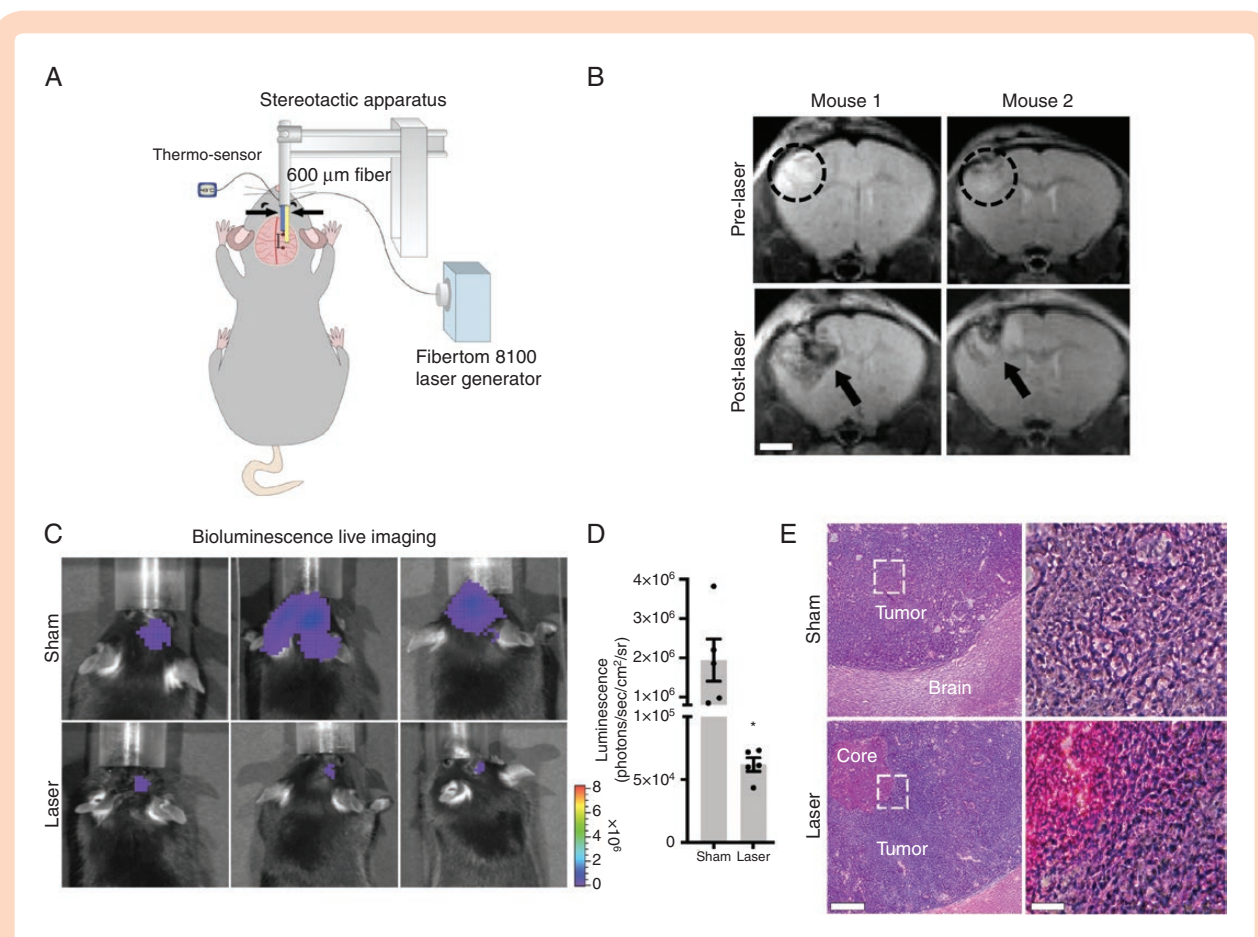 A
Stereotactic apparatus
Thermo-sensor
600 μm fiber
Fibertom 8100
laser generator
B
Mouse 1
Mouse 2
Pre-laser
Post-laser
C
Bioluminescence live imaging
Sham
Laser
8
6
4
2
0
×10⁶
D
Luminescence
(photons/sec/cm²/sr)
4×10⁶
3×10⁶
2×10⁶
1×10⁶
1×10⁵
5×10⁴
0
*
Sham
Laser
E
Sham
Tumor
Brain
Laser
Core
Tumor